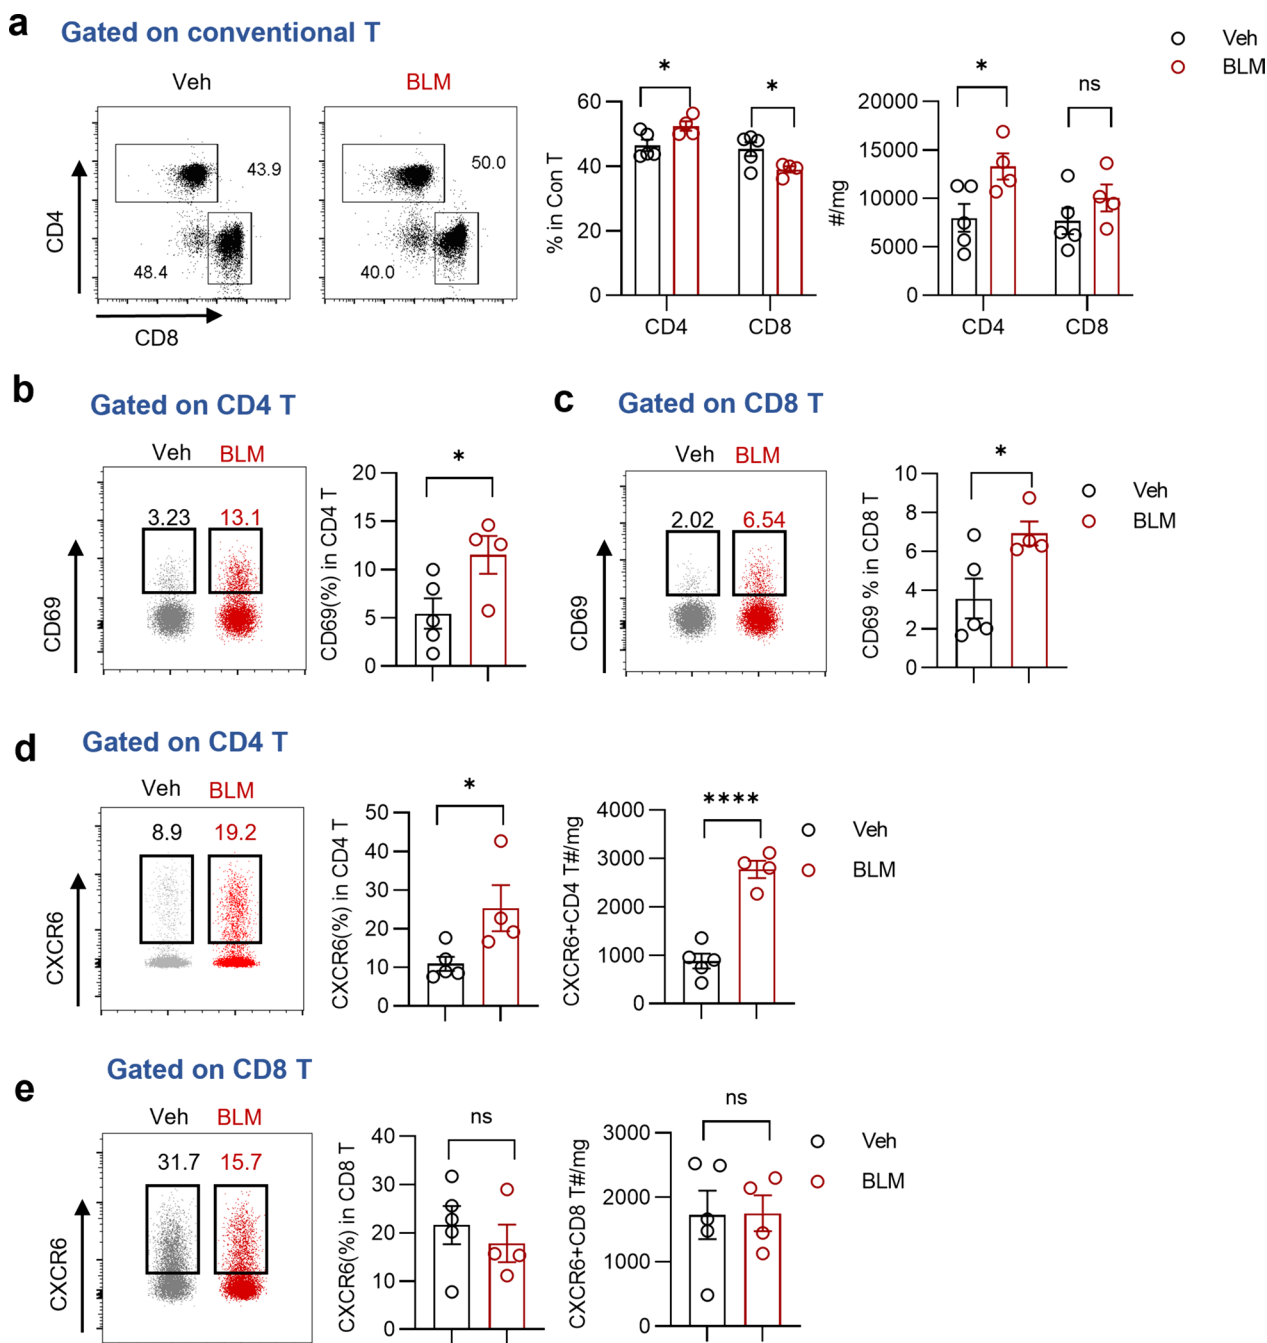 a
Gated on conventional T
Veh
BLM
Veh
BLM
CD4
43.9
48.4
50.0
40.0
CD8
% in Con T
60
40
20
0
*
*
CD4
CD8
#/mg
20000
15000
10000
5000
0
*
ns
CD4
CD8
b
Gated on CD4 T
Veh
BLM
3.23
13.1
CD69
CD69(%) in CD4 T
20
15
10
5
0
*
c
Gated on CD8 T
Veh
BLM
2.02
6.54
CD69
CD69 % in CD8 T
10
8
6
4
2
0
*
Veh
BLM
d
Gated on CD4 T
Veh
BLM
8.9
19.2
CXCR6
CXCR6(%) in CD4 T
50
40
30
20
10
0
*
CXCR6+CD4 T#/mg
4000
3000
2000
1000
0
****
Veh
BLM
e
Gated on CD8 T
Veh
BLM
31.7
15.7
CXCR6
CXCR6(%) in CD8 T
40
30
20
10
0
ns
CXCR6+CD8 T#/mg
3000
2000
1000
0
ns
Veh
BLM